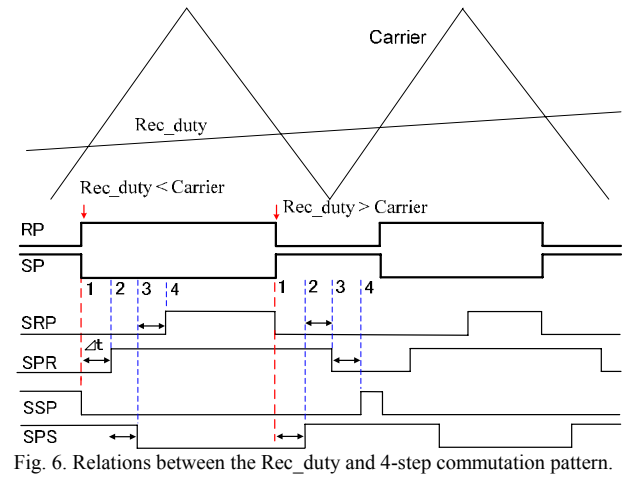 Carrier
Rec_duty
Rec_duty < Carrier
Rec_duty > Carrier
RP
SP
1 2 3 4 1 2 3 4
SRP
⊿t
SPR
SSP
SPS
Fig. 6. Relations between the Rec_duty and 4-step commutation pattern.